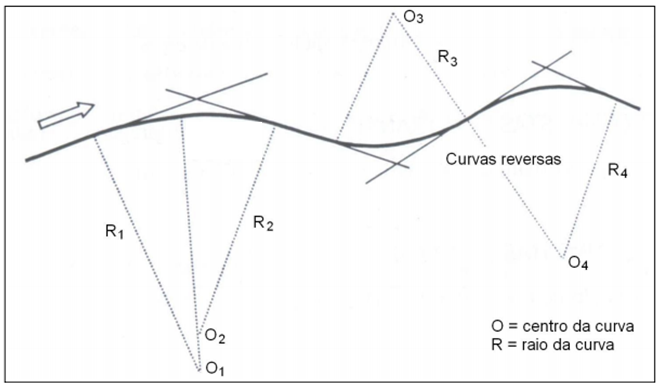 O3
R3
Curvas reversas
R1
R2
R4
O4
O2
O1
O = centro da curva
R = raio da curva